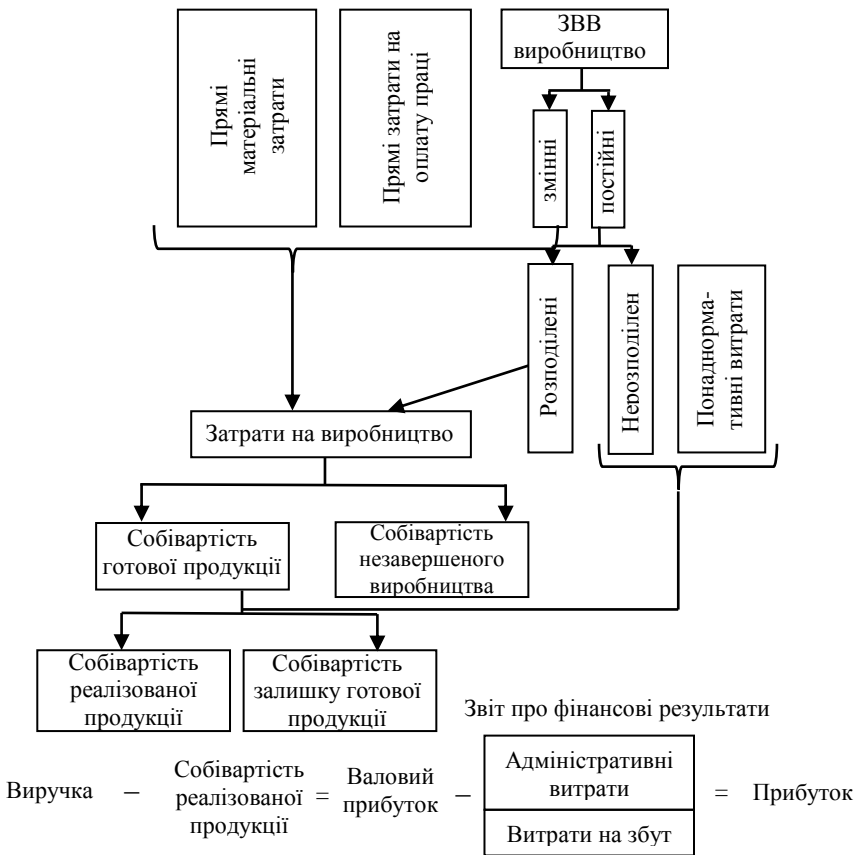 Прямі
матеріальні
затрати
Прямі затрати на
оплату праці
ЗВВ
виробництво
змінні
постійні
Розподілені
Нерозподілен
Понаднорма-
тивні витрати
Затрати на виробництво
Собівартість
готової продукції
Собівартість
незавершеного
виробництва
Собівартість
реалізованої
продукції
Собівартість
залишку готової
продукції
Звіт про фінансові результати
Виручка
–
Собівартість
реалізованої
продукції
=
Валовий
прибуток
–
Адміністративні
витрати
Витрати на збут
=
Прибуток